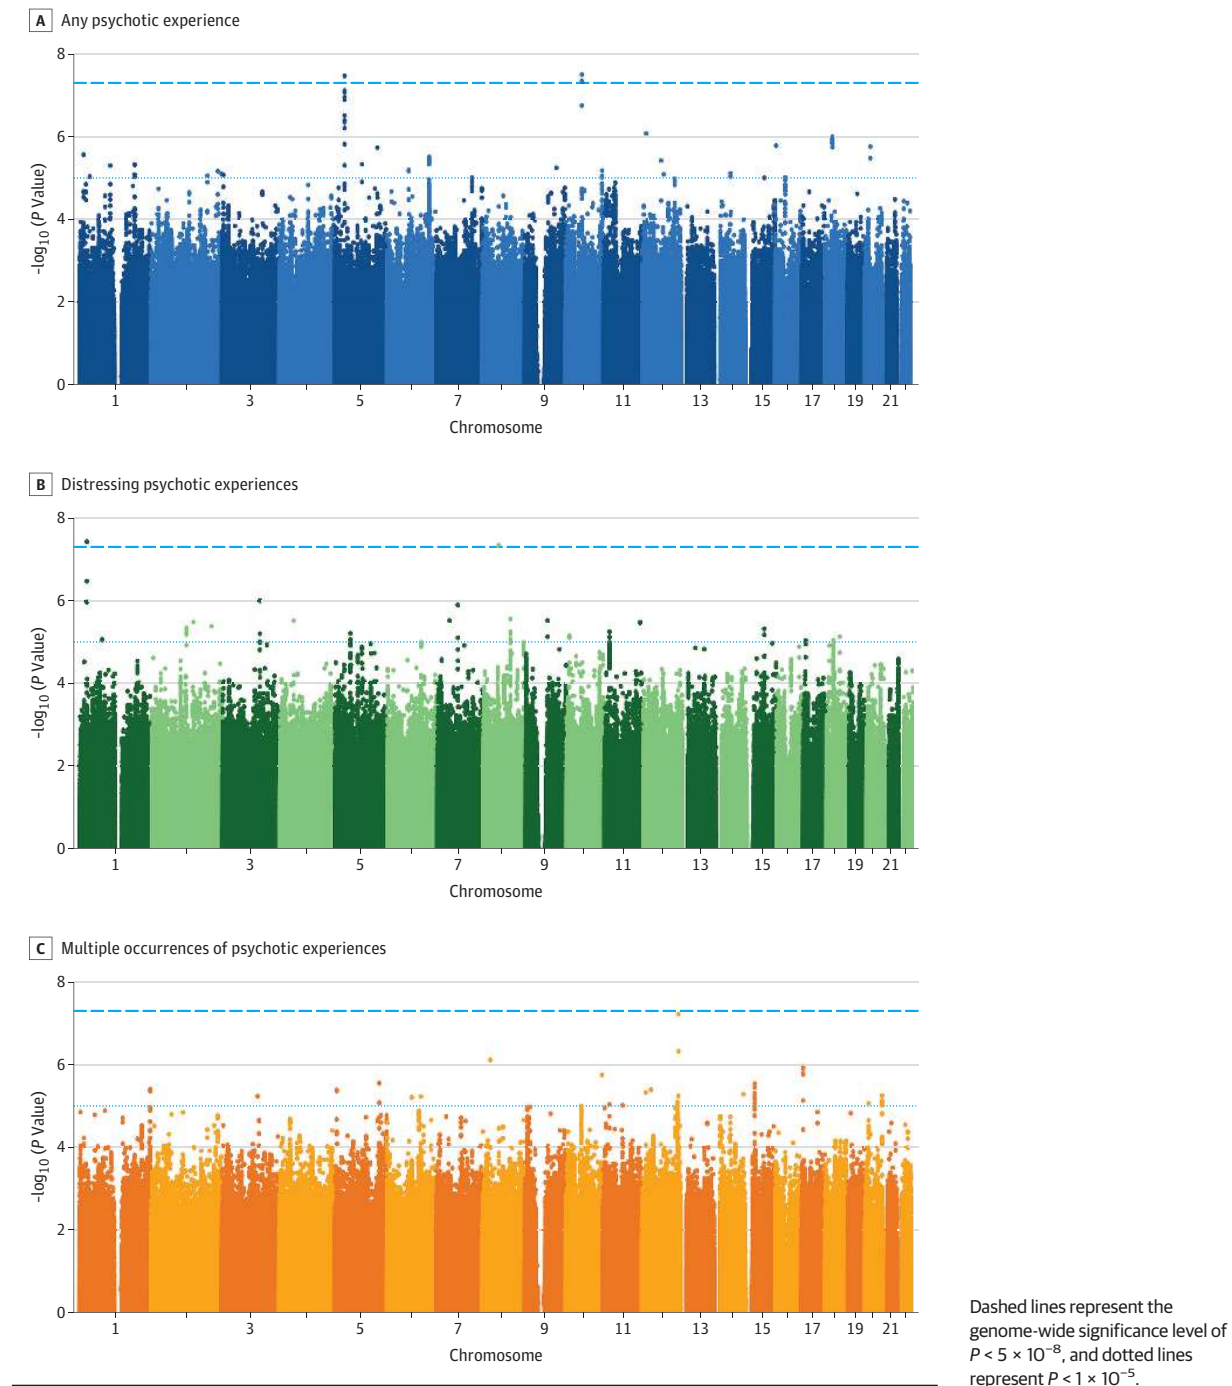 A Any psychotic experience
8
6
4
2
0
-log10 (P Value)
1 3 5 7 9 11 13 15 17 19 21
Chromosome
B Distressing psychotic experiences
8
6
4
2
0
-log10 (P Value)
1 3 5 7 9 11 13 15 17 19 21
Chromosome
C Multiple occurrences of psychotic experiences
8
6
4
2
0
-log10 (P Value)
1 3 5 7 9 11 13 15 17 19 21
Chromosome
Dashed lines represent the
genome-wide significance level of
P < 5 × 10⁻⁸, and dotted lines
represent P < 1 × 10⁻⁵.